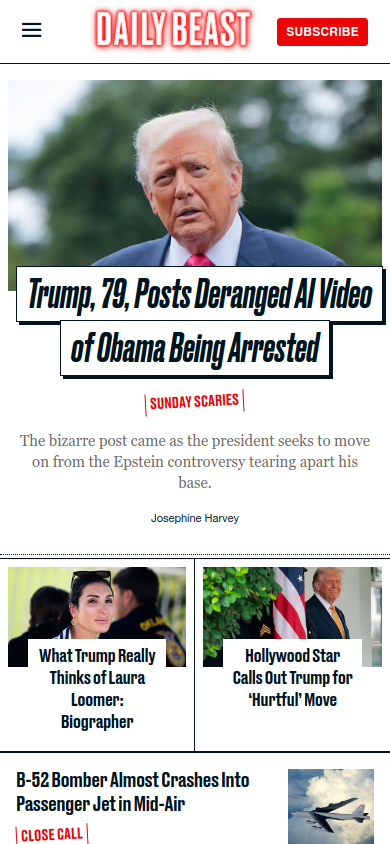 DAILY BEAST
SUBSCRIBE
Trump, 79, Posts Deranged AI Video
of Obama Being Arrested
SUNDAY SCARIES
The bizarre post came as the president seeks to move
on from the Epstein controversy tearing apart his
base.
Josephine Harvey
What Trump Really
Thinks of Laura
Loomer:
Biographer
Hollywood Star
Calls Out Trump for
‘Hurtful’ Move
B-52 Bomber Almost Crashes Into
Passenger Jet in Mid-Air
CLOSE CALL